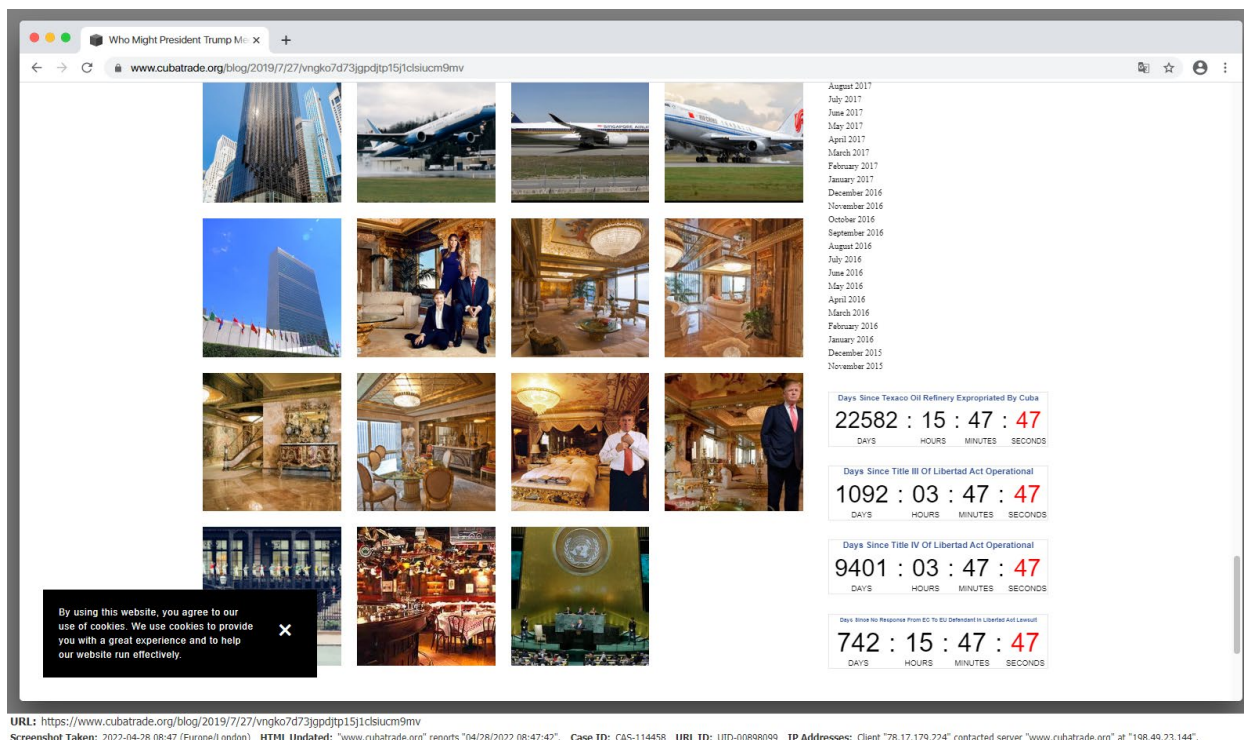 Who Might President Trump Me
www.cubatrade.org/blog/2019/7/27/vngko7d73jgpdjtp15j1clsiucm9mv
August 2017
July 2017
June 2017
May 2017
April 2017
March 2017
February 2017
January 2017
December 2016
November 2016
October 2016
September 2016
August 2016
July 2016
June 2016
May 2016
April 2016
March 2016
February 2016
January 2016
December 2015
November 2015
Days Since Texaco Oil Refinery Expropriated By Cuba
22582 : 15 : 47 : 47
DAYS HOURS MINUTES SECONDS
Days Since Title III Of Libertad Act Operational
1092 : 03 : 47 : 47
DAYS HOURS MINUTES SECONDS
Days Since Title IV Of Libertad Act Operational
9401 : 03 : 47 : 47
DAYS HOURS MINUTES SECONDS
Days Since No Response From EC To EU Defendant In Libertad Act Lawsuit
742 : 15 : 47 : 47
DAYS HOURS MINUTES SECONDS
By using this website, you agree to our
use of cookies. We use cookies to provide
you with a great experience and to help
our website run effectively.
URL: https://www.cubatrade.org/blog/2019/7/27/vngko7d73jgpdjtp15j1clsiucm9mv
Screenshot Taken: 2022-04-28 08:47 (Europe/London) HTML Updated: "www.cubatrade.org" reports "04/28/2022 08:47:42". Case ID: CAS-114458 URL ID: UID-00898099 IP Addresses: Client "78.17.179.224" contacted server "www.cubatrade.org" at "198.49.23.144".